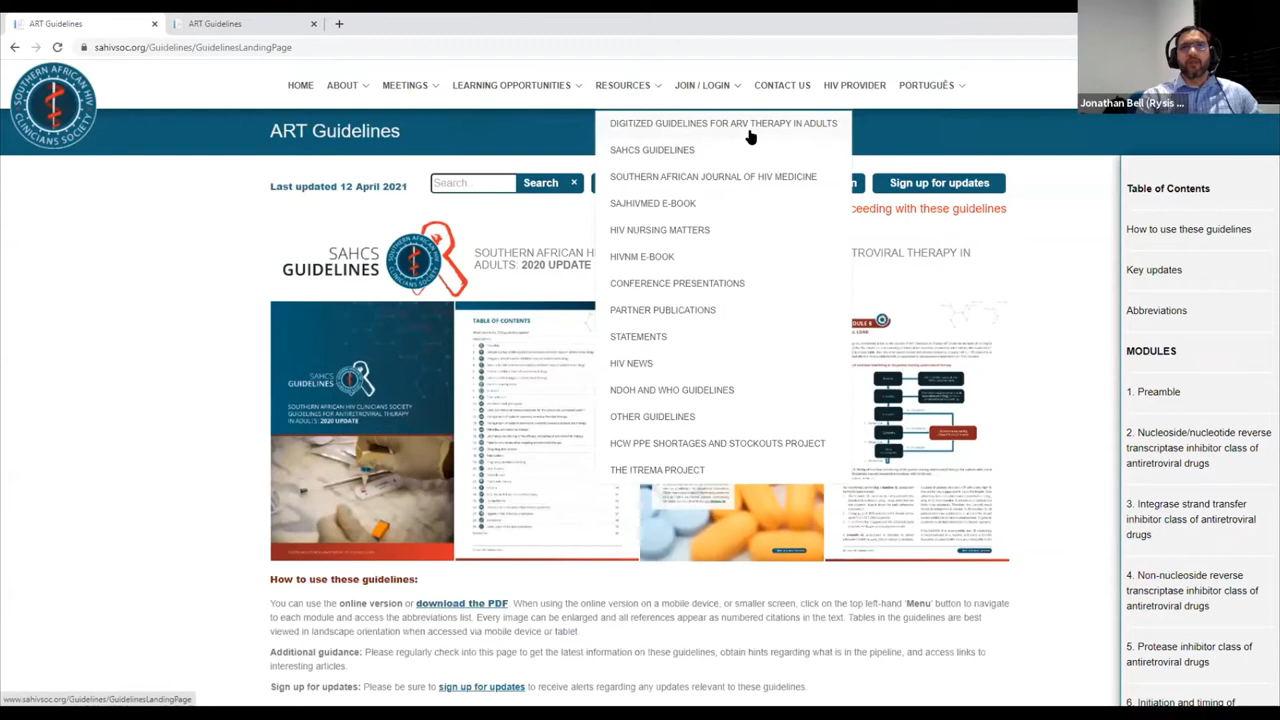 ART Guidelines
ART Guidelines
sahivsoc.org/Guidelines/GuidelinesLandingPage
Jonathan Bell (Rysis ...
SOUTHERN AFRICAN HIV CLINICIANS SOCIETY
HOME ABOUT MEETINGS LEARNING OPPORTUNITIES RESOURCES JOIN / LOGIN CONTACT US HIV PROVIDER PORTUGUÊS
ART Guidelines
DIGITIZED GUIDELINES FOR ARV THERAPY IN ADULTS
SAHCS GUIDELINES
SOUTHERN AFRICAN JOURNAL OF HIV MEDICINE
SAJHIVMED E-BOOK
HIV NURSING MATTERS
HIVNM E-BOOK
CONFERENCE PRESENTATIONS
PARTNER PUBLICATIONS
STATEMENTS
HIV NEWS
NDOH AND WHO GUIDELINES
OTHER GUIDELINES
HCW PPE SHORTAGES AND STOCKOUTS PROJECT
THE ITREMA PROJECT
Last updated 12 April 2021 Search... Search × Sign up for updates
ceeding with these guidelines
SAHCS
GUIDELINES
SOUTHERN AFRICAN H
TROVIRAL THERAPY IN
ADULTS: 2020 UPDATE
SAHCS
GUIDELINES
SOUTHERN AFRICAN HIV CLINICIANS SOCIETY
GUIDELINES FOR ANTIRETROVIRAL THERAPY
IN ADULTS: 2020 UPDATE
TABLE OF CONTENTS
How to use these guidelines:
You can use the online version or download the PDF. When using the online version on a mobile device, or smaller screen, click on the top left-hand 'Menu' button to navigate
to each module and access the abbreviations list. Every image can be enlarged and all references appear as numbered citations in the text. Tables in the guidelines are best
viewed in landscape orientation when accessed via mobile device or tablet.
Additional guidance: Please regularly check into this page to get the latest information on these guidelines, obtain hints regarding what is in the pipeline, and access links to
interesting articles.
Sign up for updates: Please be sure to sign up for updates to receive alerts regarding any updates relevant to these guidelines.
Table of Contents
How to use these guidelines
Key updates
Abbreviations
MODULES
1. Preamble
2. Nucleoside/nucleotide reverse
transcriptase inhibitor class of
antiretroviral drugs
3. Integrase strand transfer
inhibitor class of antiretroviral
drugs
4. Non-nucleoside reverse
transcriptase inhibitor class of
antiretroviral drugs
5. Protease inhibitor class of
antiretroviral drugs
6. Initiation and timing of
www.sahivsoc.org/Guidelines/GuidelinesLandingPage